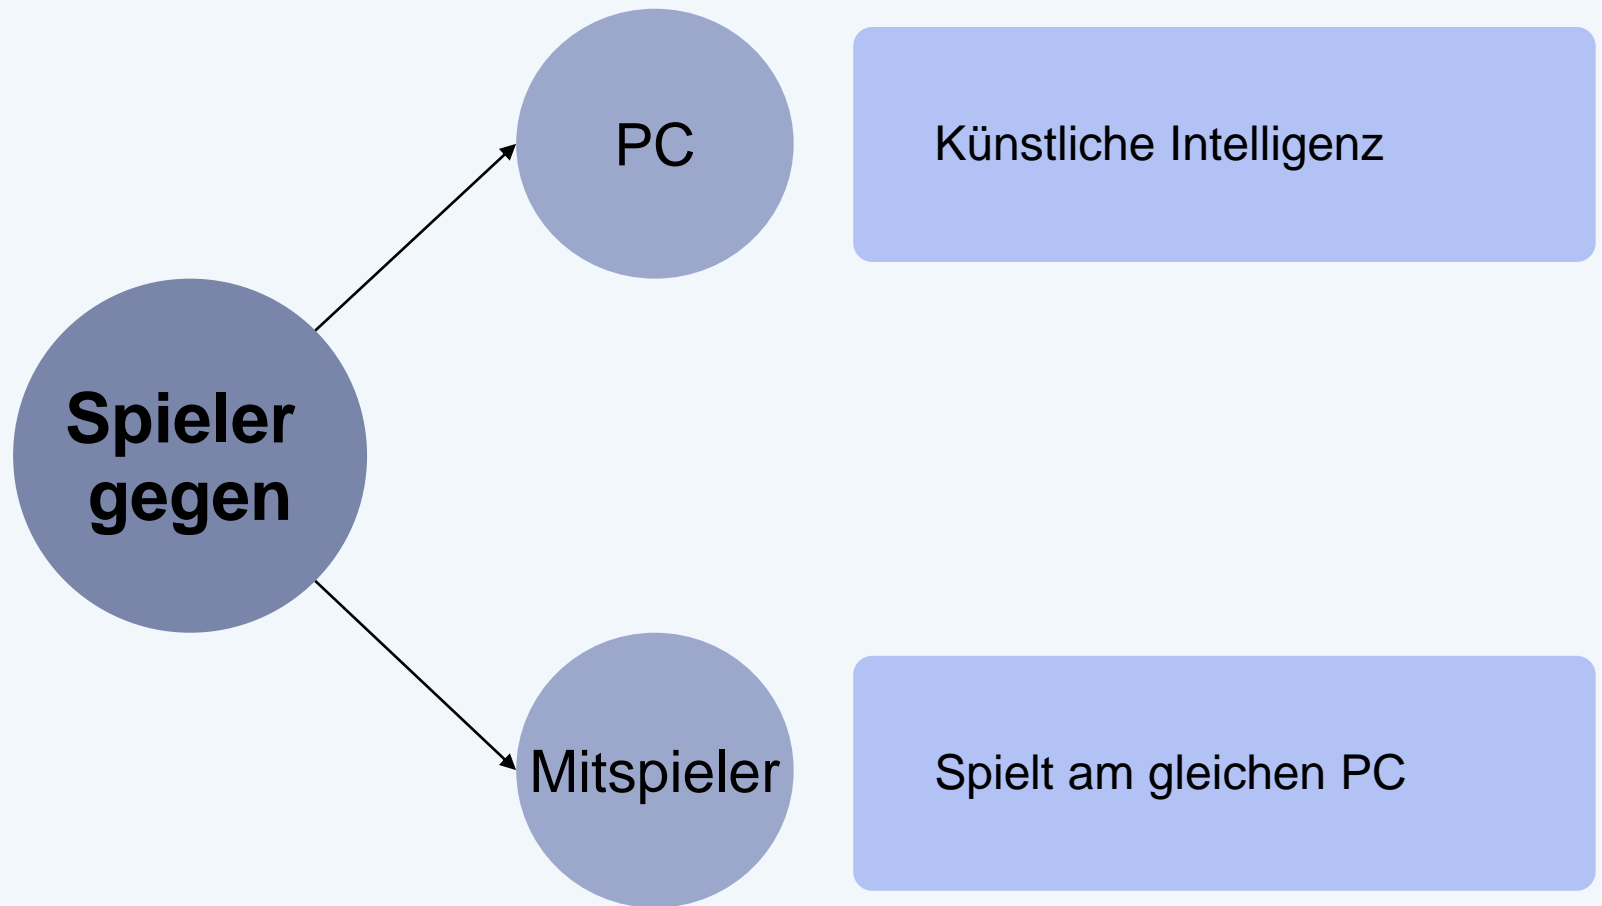 PC
Künstliche Intelligenz
Spieler
gegen
Mitspieler
Spielt am gleichen PC